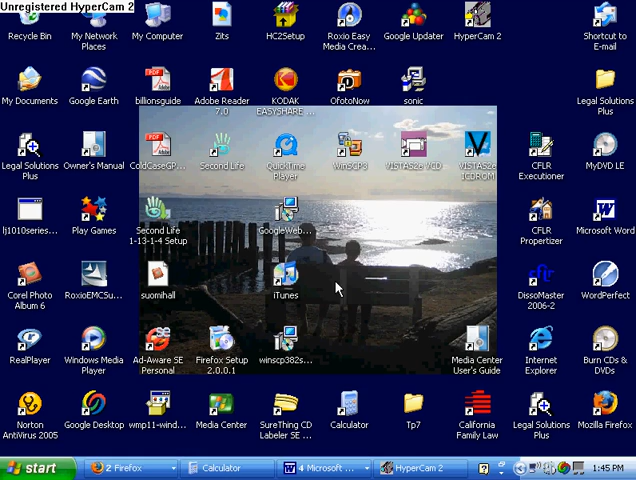 Unregistered HyperCam 2
Recycle Bin
My Network Places
My Computer
Zits
HC2Setup
Roxio Easy Media Crea...
Google Updater
HyperCam 2
Shortcut to E-mail
My Documents
Google Earth
billionsguide
Adobe Reader 7.0
KODAK EASYSHARE ...
OfotoNow
sonic
Legal Solutions Plus
Legal Solutions Plus
Owner's Manual
ColdCaseGP...
Second Life
QuickTime Player
WinSCP3
VISTAS2e VCD
VISTAS2e ICDROM
CFLR Executioner
MyDVD LE
lj1010series...
Play Games
Second Life 1-13-1-4 Setup
GoogleWeb...
CFLR Propertizer
Microsoft Word
Corel Photo Album 6
RoxioEMCSu...
suomihall
iTunes
DissoMaster 2006-2
WordPerfect
RealPlayer
Windows Media Player
Ad-Aware SE Personal
Firefox Setup 2.0.0.1
winscp382s...
Media Center User's Guide
Internet Explorer
Burn CDs & DVDs
Norton AntiVirus 2005
Google Desktop
wmp11-wind...
Media Center
SureThing CD Labeler SE ...
Calculator
Tp7
California Family Law
Legal Solutions Plus
Mozilla Firefox
start
2 Firefox
Calculator
4 Microsoft ...
HyperCam 2
1:45 PM